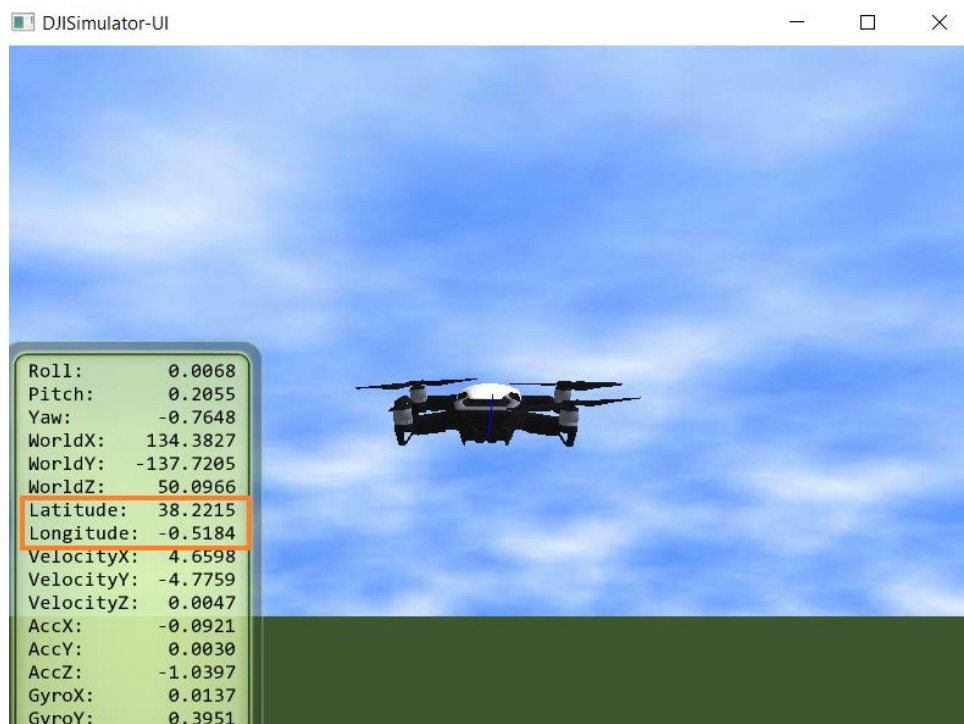 DJISimulator-UI
Roll: 0.0068
Pitch: 0.2055
Yaw: -0.7648
WorldX: 134.3827
WorldY: -137.7205
WorldZ: 50.0966
Latitude: 38.2215
Longitude: -0.5184
VelocityX: 4.6598
VelocityY: -4.7759
VelocityZ: 0.0047
AccX: -0.0921
AccY: 0.0030
AccZ: -1.0397
GyroX: 0.0137
GyroY: 0.3951